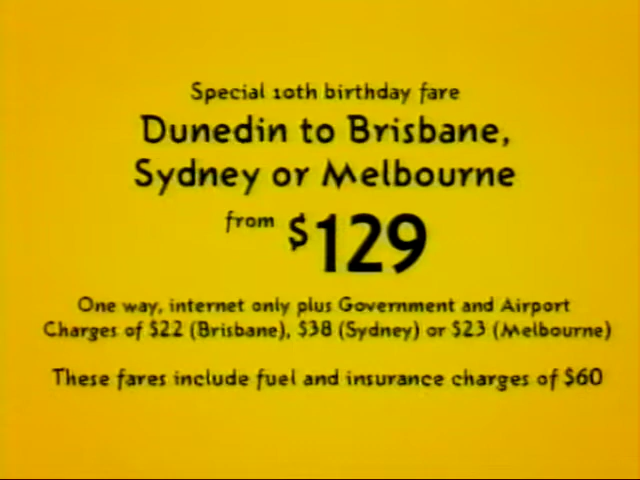 Special 10th birthday fare
Dunedin to Brisbane,
Sydney or Melbourne
from $129
One way, internet only plus Government and Airport
Charges of $22 (Brisbane), $38 (Sydney) or $23 (Melbourne)
These fares include fuel and insurance charges of $60